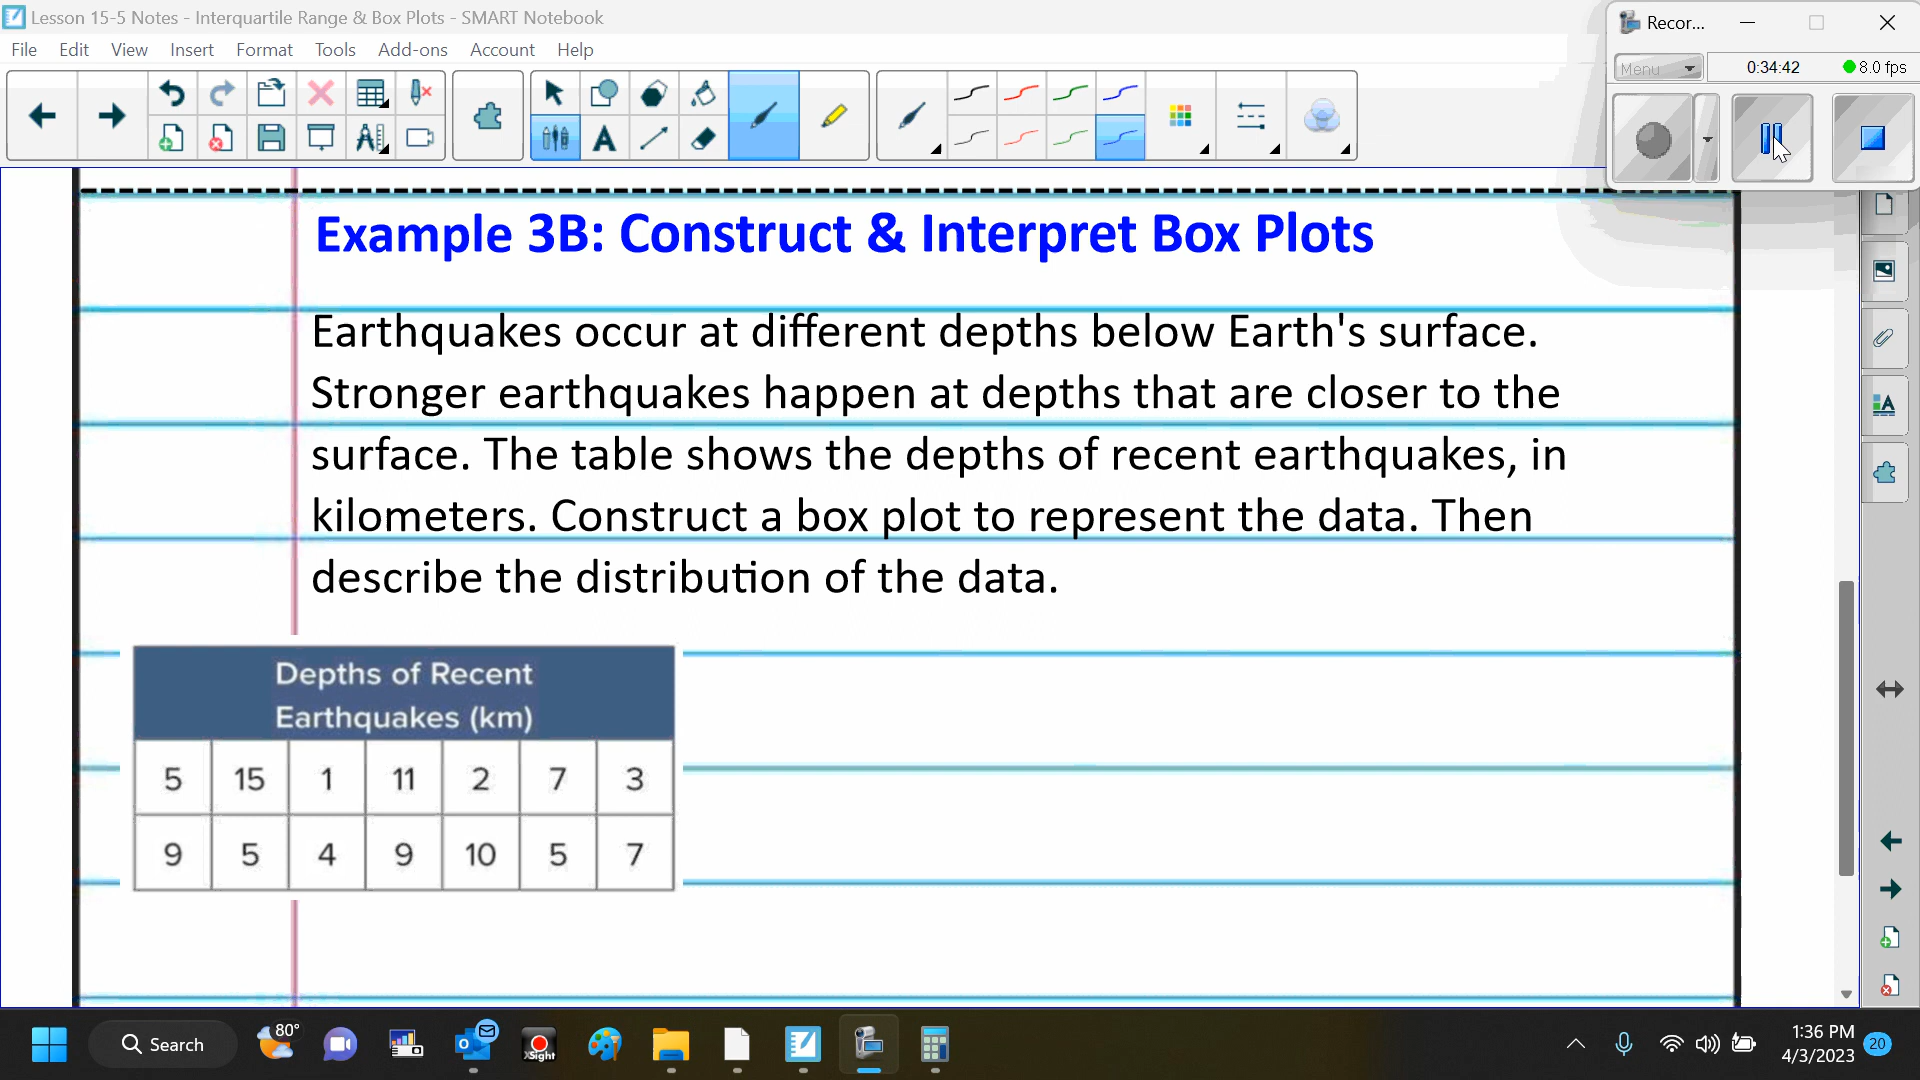 Lesson 15-5 Notes - Interquartile Range & Box Plots - SMART Notebook
File Edit View Insert Format Tools Add-ons Account Help
Recor...
Menu 0:34:42 8.0 fps
Example 3B: Construct & Interpret Box Plots
Earthquakes occur at different depths below Earth's surface.
Stronger earthquakes happen at depths that are closer to the
surface. The table shows the depths of recent earthquakes, in
kilometers. Construct a box plot to represent the data. Then
describe the distribution of the data.
Depths of Recent
Earthquakes (km)
5 15 1 11 2 7 3
9 5 4 9 10 5 7
80°
Search
XSight
1:36 PM
4/3/2023
20